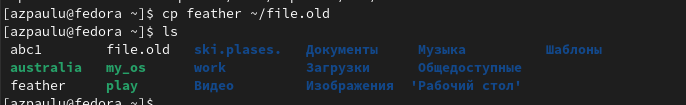 [azpaulu@fedora ~]$ cp feather ~/file.old
[azpaulu@fedora ~]$ ls
abc1 file.old ski.plases. Документы Музыка Шаблоны
australia my_os work Загрузки Общедоступные
feather play Видео Изображения 'Рабочий стол'
[azpaulu@fedora ~]$